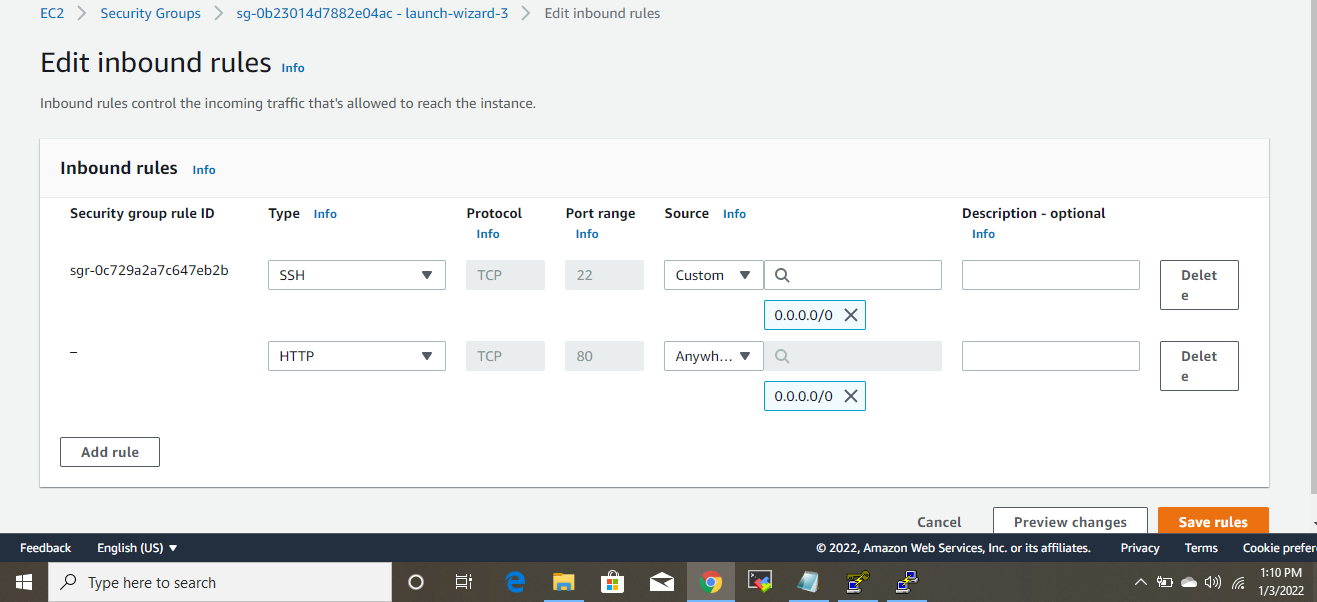 EC2 > Security Groups > sg-0b23014d7882e04ac - launch-wizard-3 > Edit inbound rules
Edit inbound rules Info
Inbound rules control the incoming traffic that's allowed to reach the instance.
Inbound rules Info
Security group rule ID Type Info Protocol Port range Source Info Description - optional
Info Info Info
sgr-0c729a2a7c647eb2b SSH TCP 22 Custom Delet
e
0.0.0.0/0
– HTTP TCP 80 Anywh... Delet
e
0.0.0.0/0
Add rule
Cancel Preview changes Save rules
Feedback English (US) © 2022, Amazon Web Services, Inc. or its affiliates. Privacy Terms Cookie prefer
Type here to search 1:10 PM
1/3/2022